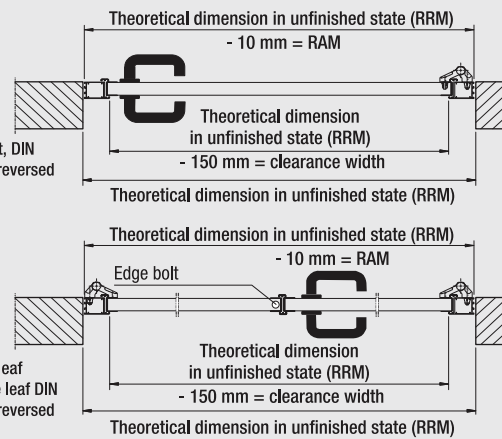 Theoretical dimension in unfinished state (RRM)
- 10 mm = RAM
Theoretical dimension
in unfinished state (RRM)
- 150 mm = clearance width
DIN
reversed
Theoretical dimension in unfinished state (RRM)
Theoretical dimension in unfinished state (RRM)
- 10 mm = RAM
Edge bolt
Theoretical dimension
in unfinished state (RRM)
- 150 mm = clearance width
leaf DIN
reversed
Theoretical dimension in unfinished state (RRM)